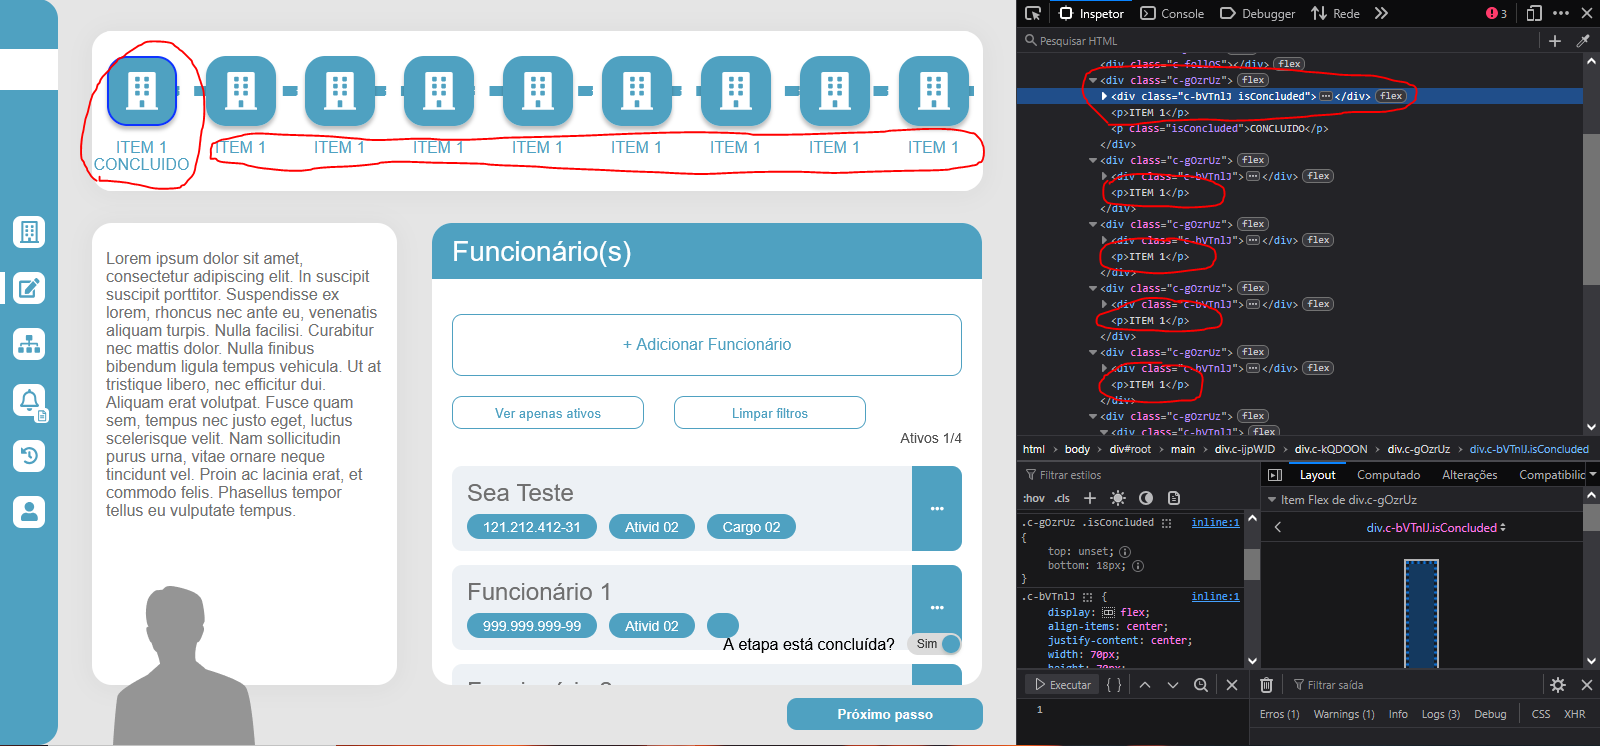 ITEM 1
CONCLUIDO
ITEM 1
ITEM 1
ITEM 1
ITEM 1
ITEM 1
ITEM 1
ITEM 1
ITEM 1
Lorem ipsum dolor sit amet,
consectetur adipiscing elit. In suscipit
suscipit porttitor. Suspendisse ex
lorem, rhoncus nec ante eu, venenatis
aliquam turpis. Nulla facilisi. Curabitur
nec mattis dolor. Nulla finibus
bibendum ligula tempus vehicula. Ut at
tristique libero, nec efficitur dui.
Aliquam erat volutpat. Fusce quam
sem, tempus nec justo eget, luctus
scelerisque velit. Nam sollicitudin
purus urna, vitae ornare neque
tincidunt vel. Proin ac lacinia erat, et
commodo felis. Phasellus tempor
tellus eu vulputate tempus.
Funcionário(s)
+ Adicionar Funcionário
Ver apenas ativos
Limpar filtros
Ativos 1/4
Sea Teste
121.212.412-31
Ativid 02
Cargo 02
Funcionário 1
999.999.999-99
Ativid 02
A etapa está concluída?
Sim
Próximo passo
Inspetor
Console
Debugger
Rede
3
Pesquisar HTML
<div class="c-follOS"></div> flex
<div class="c-gOzrUz"> flex
<div class="c-bVTnlJ isConcluded"> ... </div> flex
<p>ITEM 1</p>
<p class="isConcluded">CONCLUIDO</p>
</div>
<div class="c-gOzrUz"> flex
<div class="c-bVTnlJ"> ... </div> flex
<p>ITEM 1</p>
</div>
<div class="c-gOzrUz"> flex
<div class="c-bVTnlJ"> ... </div> flex
<p>ITEM 1</p>
</div>
<div class="c-gOzrUz"> flex
<div class="c-bVTnlJ"> ... </div> flex
<p>ITEM 1</p>
</div>
<div class="c-gOzrUz"> flex
<div class="c-bVTnlJ"> ... </div> flex
<p>ITEM 1</p>
</div>
<div class="c-gOzrUz"> flex
<div class="c-bVTnlJ"> flex
html > body > div#root > main > div.c-ijpWJD > div.c-kQDOON > div.c-gOzrUz > div.c-bVTnlJ.isConcluded
Filtrar estilos
:hov .cls
.c-gOzrUz .isConcluded inline:1
{
top: unset;
bottom: 18px;
}
.c-bVTnlJ { inline:1
display: flex;
align-items: center;
justify-content: center;
width: 70px;
height: 70px;
Layout
Computado
Alterações
Compatibilid
Item Flex de div.c-gOzrUz
div.c-bVTnlJ.isConcluded
Executar
{ }
1
Filtrar saída
Erros (1)
Warnings (1)
Info
Logs (3)
Debug
CSS
XHR